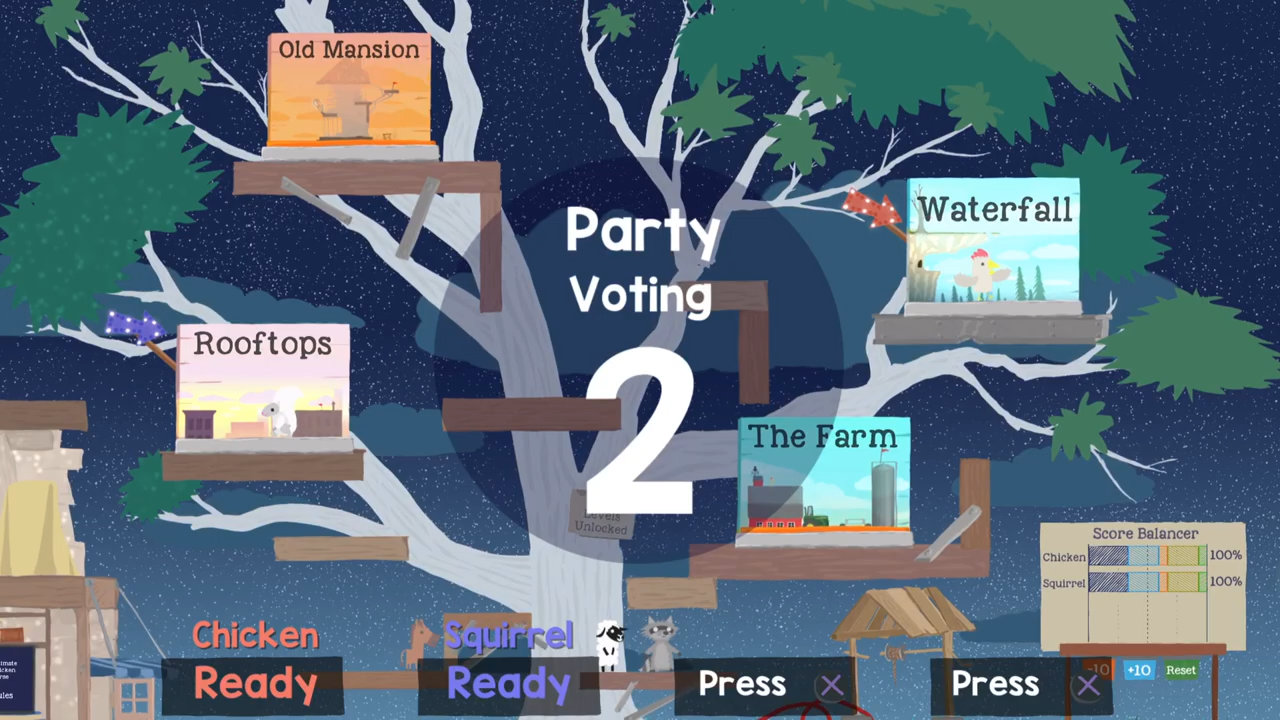 Old Mansion
Waterfall
Party
Voting
Rooftops
2
The Farm
Levels
Unlocked
Score Balancer
Chicken
100%
Squirrel
100%
Chicken
Squirrel
Ready
Ready
Press
Press
-10
+10
Reset